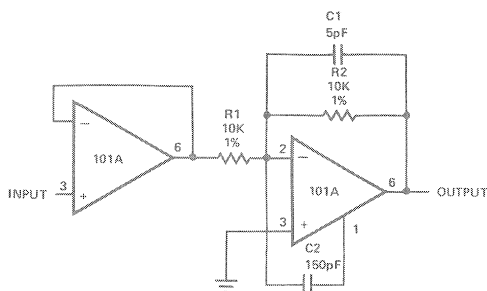 C1
5pF
R2
10K
1%
R1
10K
1%
6
−
101A
INPUT 3
+
2
−
101A
6
OUTPUT
3
+
1
C2
150pF